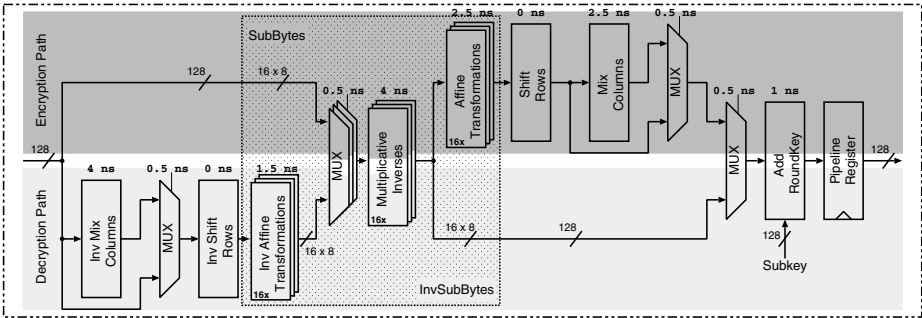 2.5 ns
0 ns
2.5 ns
0.5 ns
Encryption Path
SubBytes
128
16 x 8
Affine
Transformations
16x
Shift
Rows
Mix
Columns
MUX
0.5 ns
4 ns
0.5 ns
1 ns
MUX
Multiplicative
Inverses
16x
MUX
Add
RoundKey
Pipeline
Register
128
128
4 ns
0.5 ns
0 ns
1.5 ns
Decryption Path
Inv Mix
Columns
MUX
Inv Shift
Rows
Inv Affine
Transformations
16x
16 x 8
16 x 8
128
128
Subkey
InvSubBytes